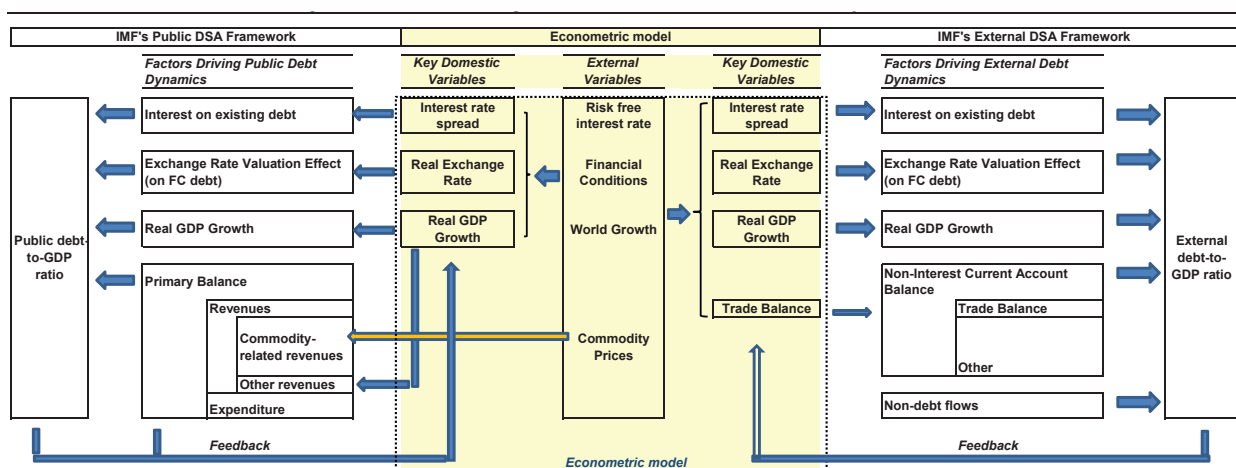 IMF's Public DSA Framework
Econometric model
IMF's External DSA Framework
Factors Driving Public Debt
Dynamics
Key Domestic
Variables
External
Variables
Key Domestic
Variables
Factors Driving External Debt
Dynamics
Public debt-
to-GDP
ratio
Interest on existing debt
Exchange Rate Valuation Effect
(on FC debt)
Real GDP Growth
Primary Balance
Revenues
Commodity-
related revenues
Other revenues
Expenditure
Interest rate
spread
Real Exchange
Rate
Real GDP
Growth
Risk free
interest rate
Financial
Conditions
World Growth
Commodity
Prices
Interest rate
spread
Real Exchange
Rate
Real GDP
Growth
Trade Balance
Interest on existing debt
Exchange Rate Valuation Effect
(on FC debt)
Real GDP Growth
Non-Interest Current Account
Balance
Trade Balance
Other
Non-debt flows
External
debt-to-
GDP ratio
Feedback
Econometric model
Feedback